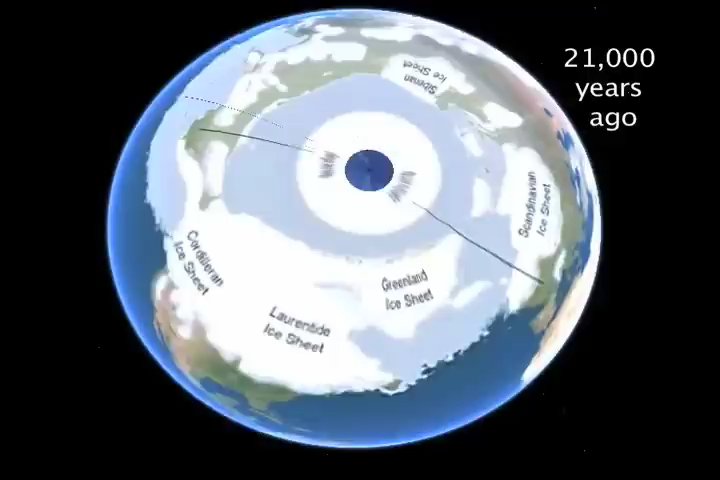 21,000
years
ago
Siberian
Ice Sheet
Scandinavian
Ice Sheet
Cordilleran
Ice Sheet
Greenland
Ice Sheet
Laurentide
Ice Sheet